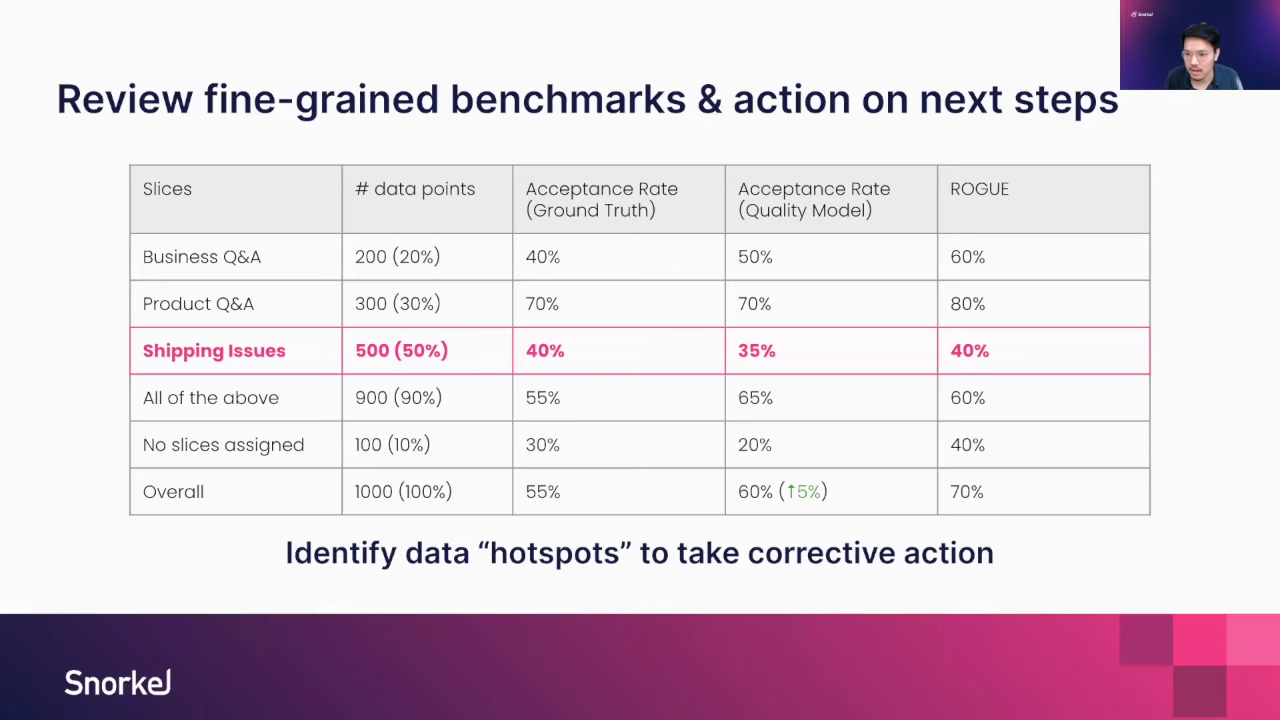 Snorkel
Review fine-grained benchmarks & action on next steps
Slices # data points Acceptance Rate (Ground Truth) Acceptance Rate (Quality Model) ROGUE
Business Q&A 200 (20%) 40% 50% 60%
Product Q&A 300 (30%) 70% 70% 80%
Shipping Issues 500 (50%) 40% 35% 40%
All of the above 900 (90%) 55% 65% 60%
No slices assigned 100 (10%) 30% 20% 40%
Overall 1000 (100%) 55% 60% (↑5%) 70%
Identify data “hotspots” to take corrective action
Snorkel